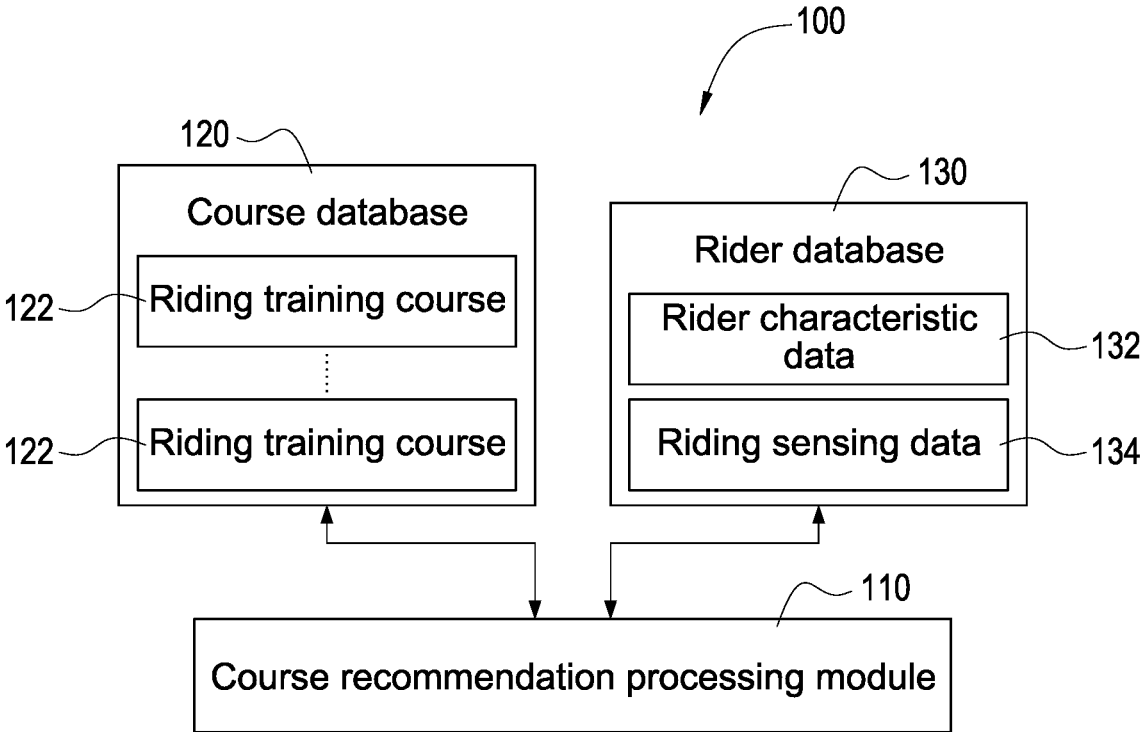 100
120
130
Course database
Rider database
122
Riding training course
Rider characteristic
data
132
122
Riding training course
Riding sensing data
134
110
Course recommendation processing module